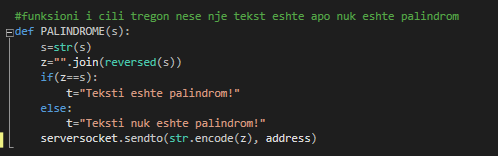 #funksioni i cili tregon nese nje tekst eshte apo nuk eshte palindrom
def PALINDROME(s):
    s=str(s)
    z="".join(reversed(s))
    if(z==s):
        t="Teksti eshte palindrom!"
    else:
        t="Teksti nuk eshte palindrom!"
    serversocket.sendto(str.encode(z), address)